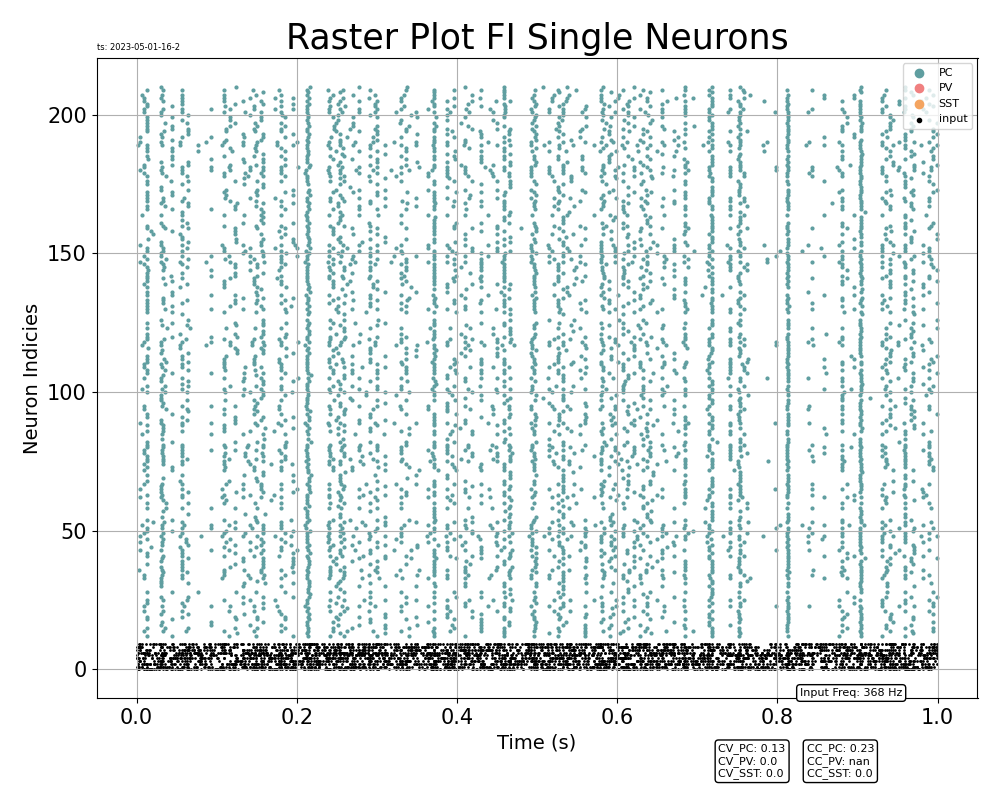 Raster Plot FI Single Neurons
ts: 2023-05-01-16-2
PC
PV
SST
input
200
150
100
50
0
Neuron Indicies
0.0 0.2 0.4 0.6 0.8 1.0
Input Freq: 368 Hz
Time (s)
CV_PC: 0.13
CV_PV: 0.0
CV_SST: 0.0
CC_PC: 0.23
CC_PV: nan
CC_SST: 0.0